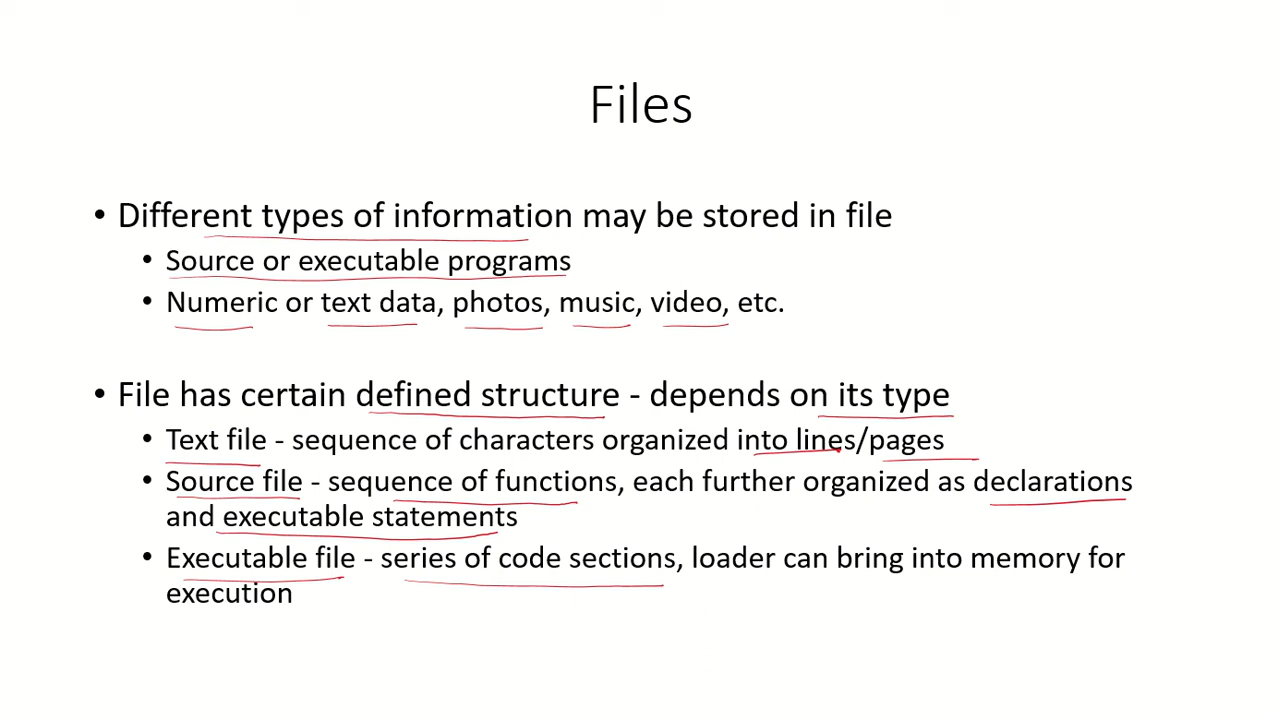 Files
• Different types of information may be stored in file
• Source or executable programs
• Numeric or text data, photos, music, video, etc.
• File has certain defined structure - depends on its type
• Text file - sequence of characters organized into lines/pages
• Source file - sequence of functions, each further organized as declarations
and executable statements
• Executable file - series of code sections, loader can bring into memory for
execution